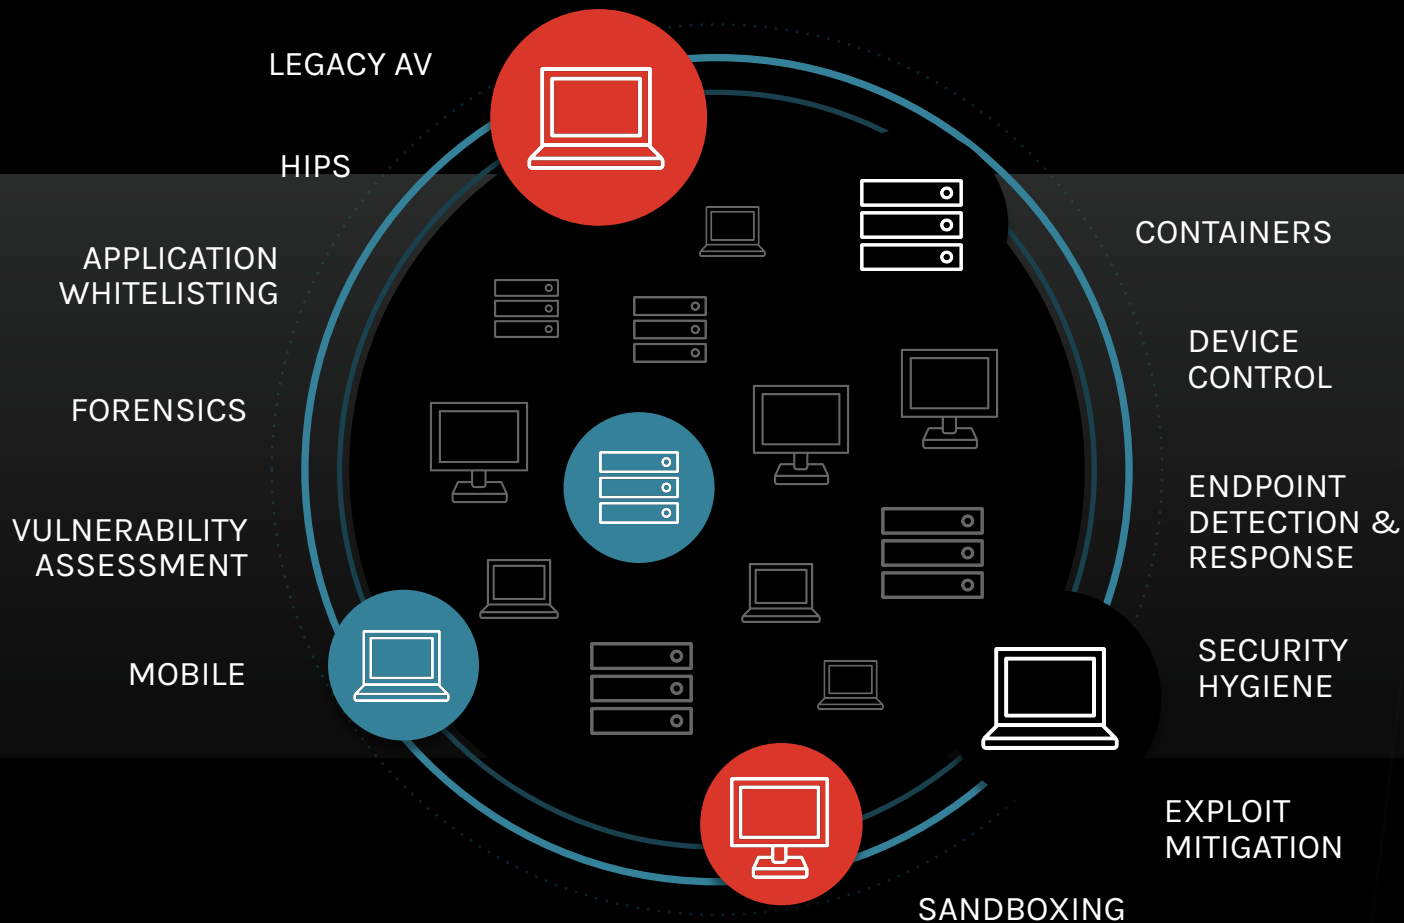 LEGACY AV
HIPS
APPLICATION
WHITELISTING
FORENSICS
VULNERABILITY
ASSESSMENT
MOBILE
CONTAINERS
DEVICE
CONTROL
ENDPOINT
DETECTION &
RESPONSE
SECURITY
HYGIENE
EXPLOIT
MITIGATION
SANDBOXING